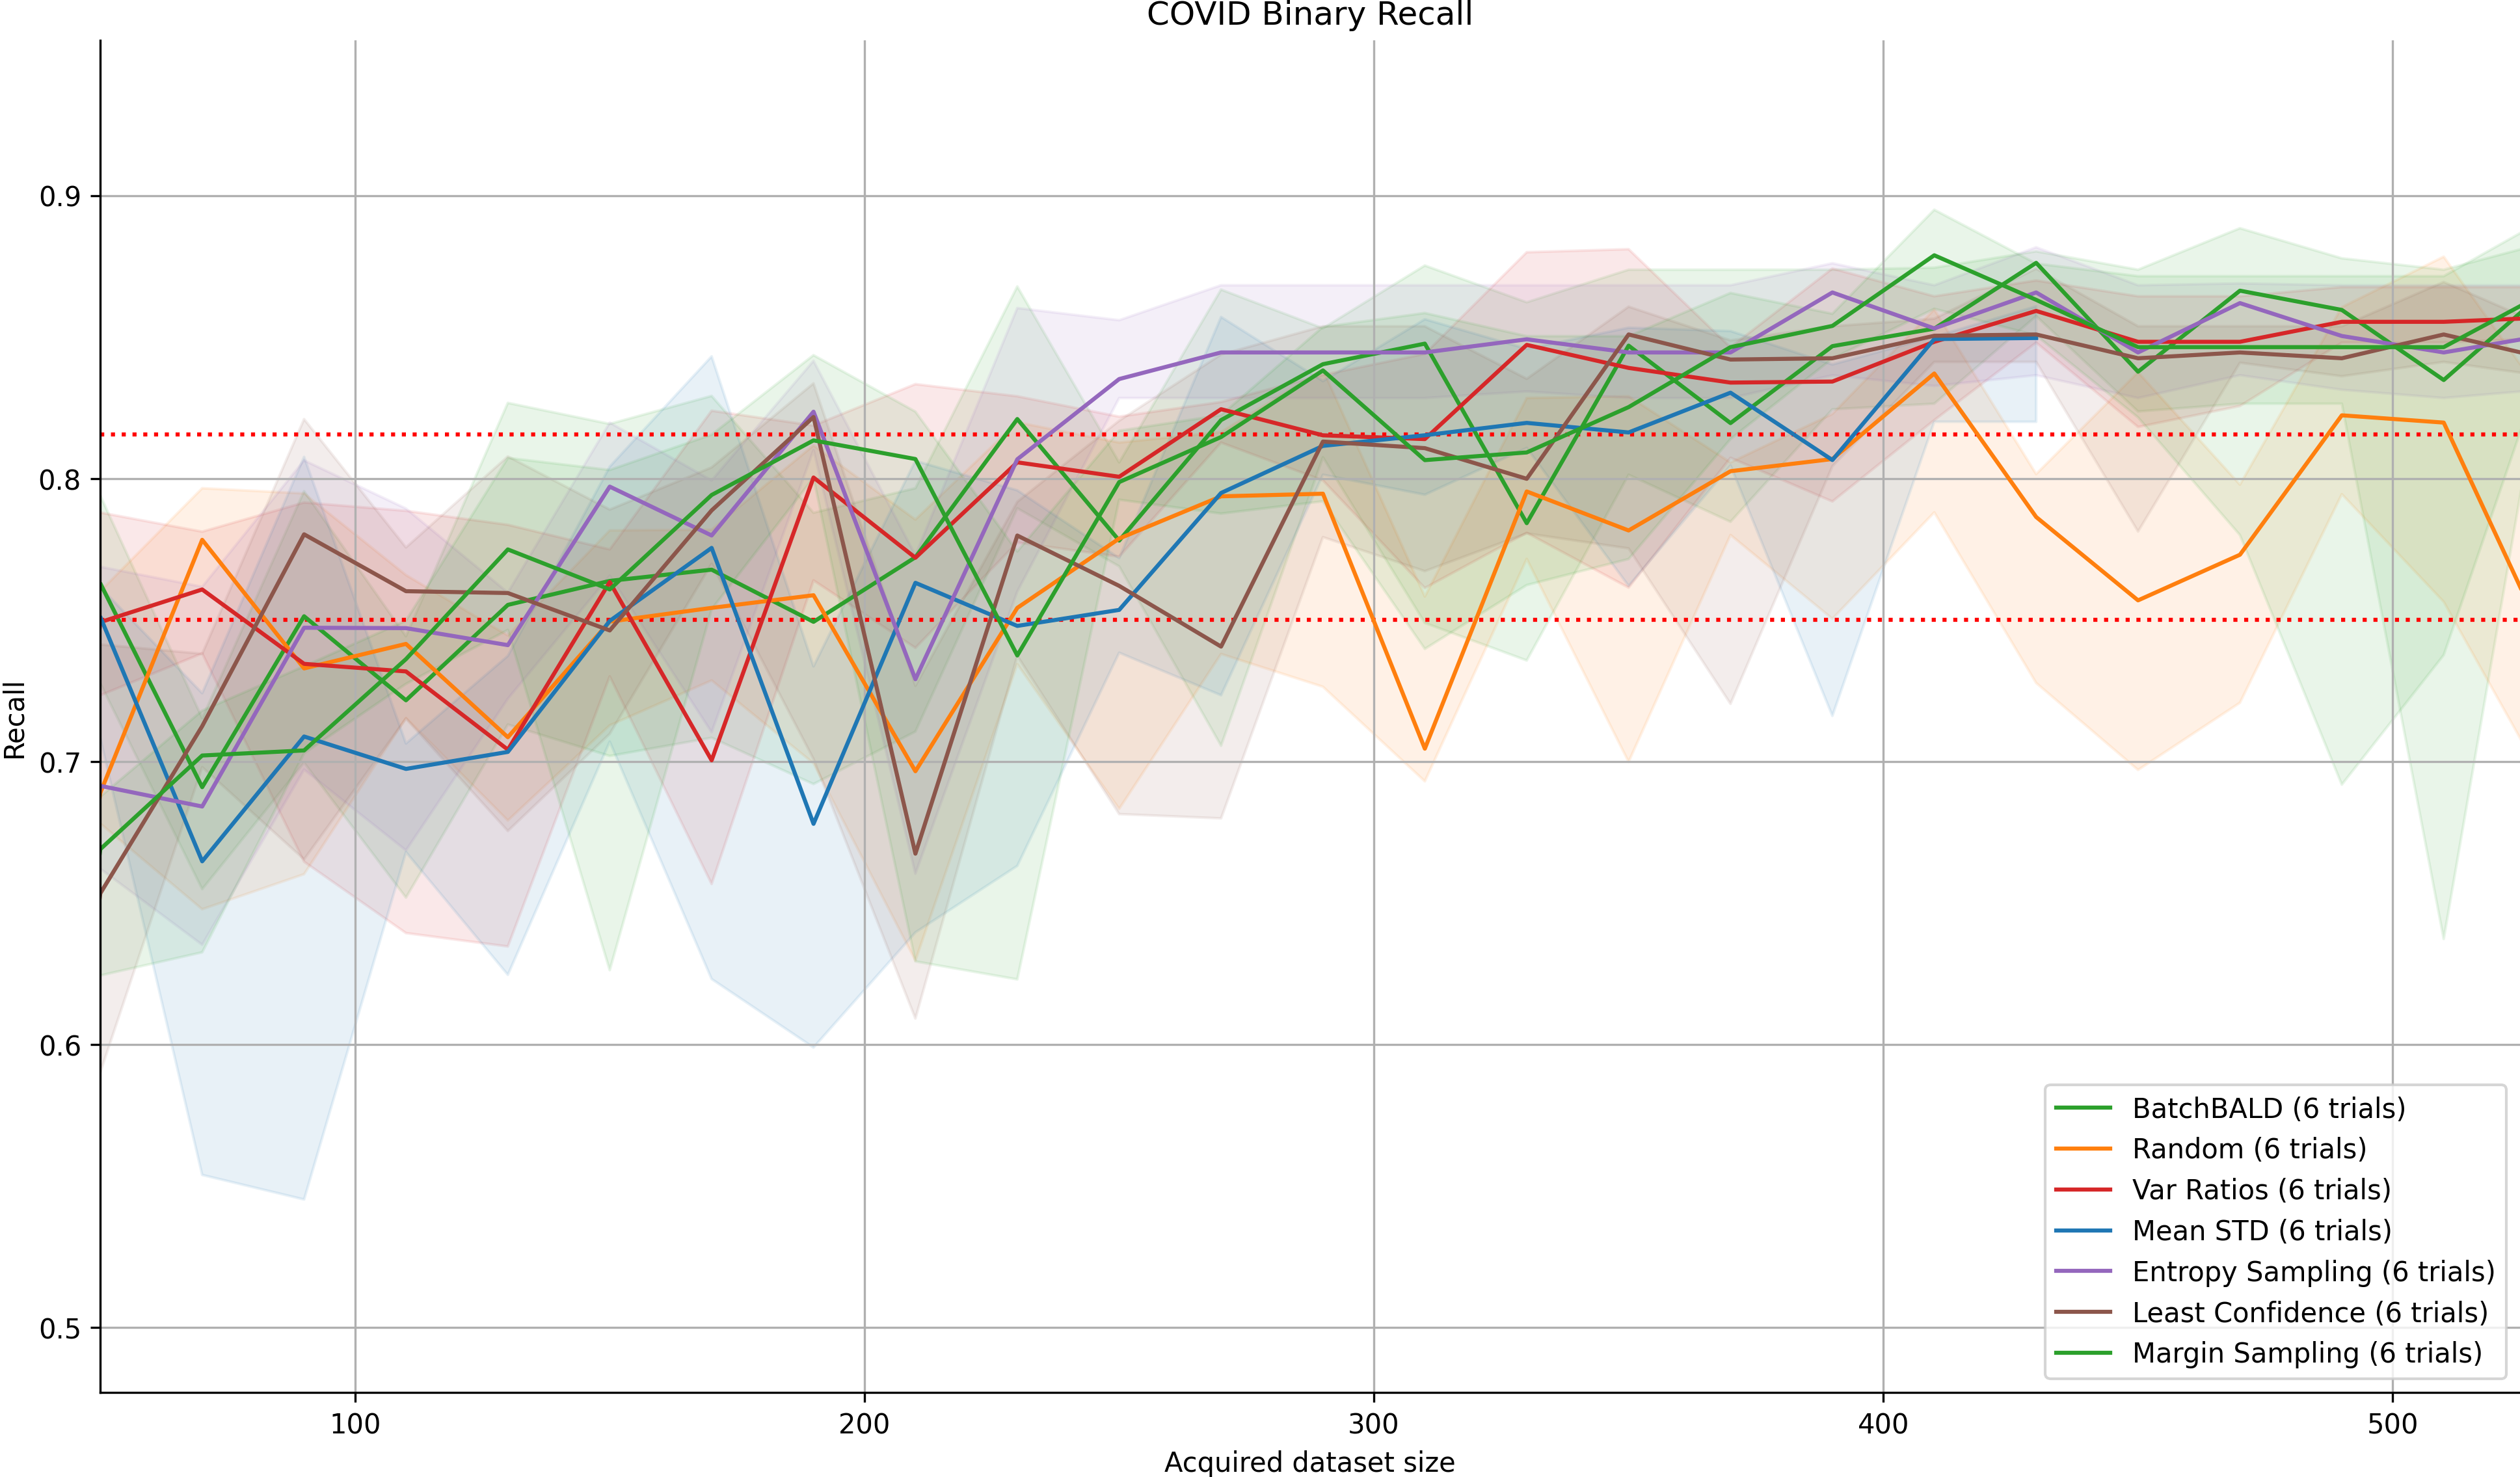 COVID Binary Recall
Recall
0.9
0.8
0.7
0.6
0.5
100
200
300
400
500
Acquired dataset size
BatchBALD (6 trials)
Random (6 trials)
Var Ratios (6 trials)
Mean STD (6 trials)
Entropy Sampling (6 trials)
Least Confidence (6 trials)
Margin Sampling (6 trials)